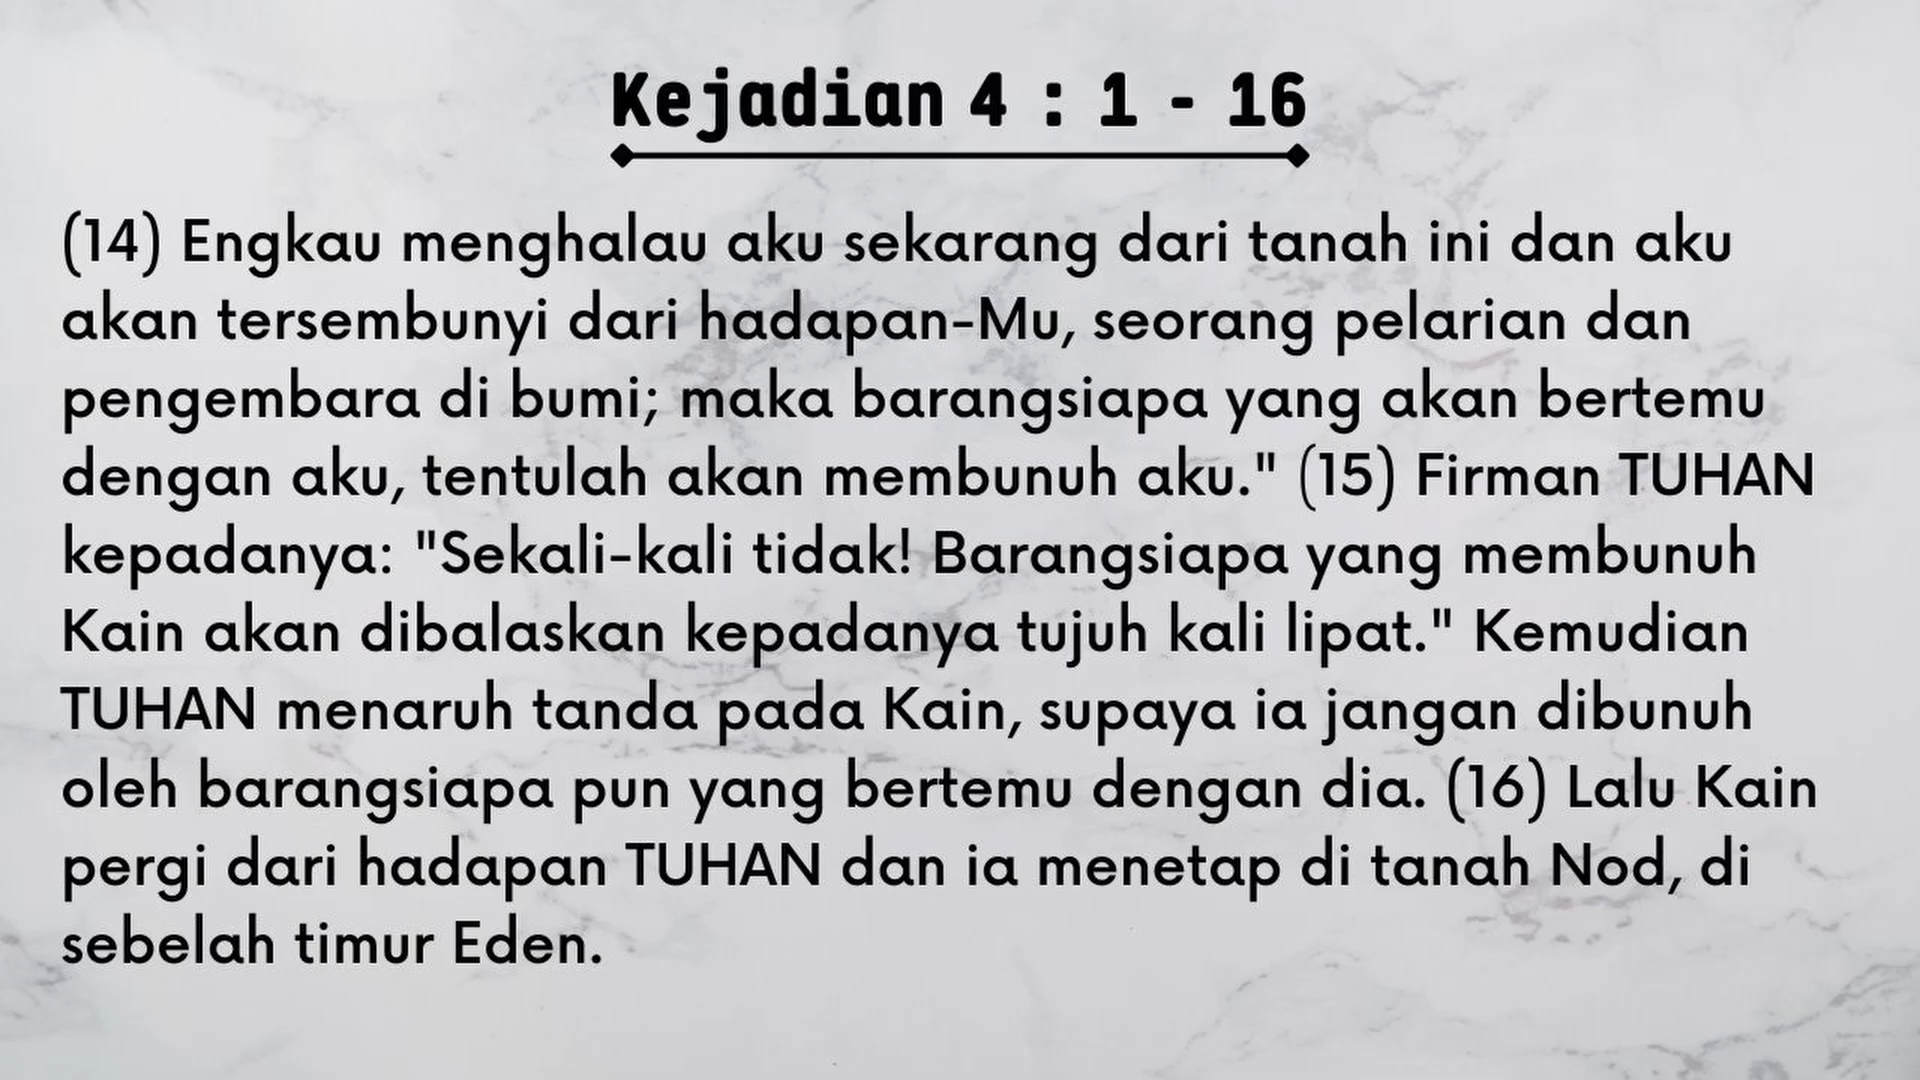 Kejadian 4 : 1 - 16
(14) Engkau menghalau aku sekarang dari tanah ini dan aku
akan tersembunyi dari hadapan-Mu, seorang pelarian dan
pengembara di bumi; maka barangsiapa yang akan bertemu
dengan aku, tentulah akan membunuh aku." (15) Firman TUHAN
kepadanya: "Sekali-kali tidak! Barangsiapa yang membunuh
Kain akan dibalaskan kepadanya tujuh kali lipat." Kemudian
TUHAN menaruh tanda pada Kain, supaya ia jangan dibunuh
oleh barangsiapa pun yang bertemu dengan dia. (16) Lalu Kain
pergi dari hadapan TUHAN dan ia menetap di tanah Nod, di
sebelah timur Eden.